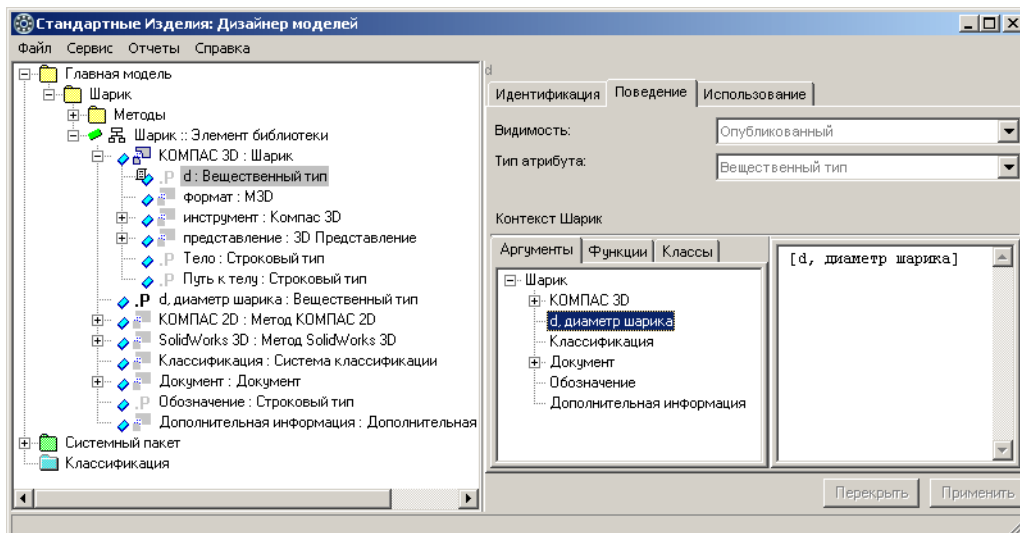 Стандартные Изделия: Дизайнер моделей
Файл Сервис Отчеты Справка
Главная модель
Шарик
Методы
Шарик :: Элемент библиотеки
КОМПАС 3D : Шарик
.P d : Вещественный тип
формат : M3D
инструмент : Компас 3D
представление : 3D Представление
.P Тело : Строковый тип
.P Путь к телу : Строковый тип
.P d, диаметр шарика : Вещественный тип
КОМПАС 2D : Метод КОМПАС 2D
SolidWorks 3D : Метод SolidWorks 3D
Классификация : Система классификации
Документ : Документ
.P Обозначение : Строковый тип
Дополнительная информация : Дополнительная
Системный пакет
Классификация
d
Идентификация Поведение Использование
Видимость: Опубликованный
Тип атрибута: Вещественный тип
Контекст Шарик
Аргументы Функции Классы
Шарик
КОМПАС 3D
d, диаметр шарика
Классификация
Документ
Обозначение
Дополнительная информация
[d, диаметр шарика]
Перекрыть Применить